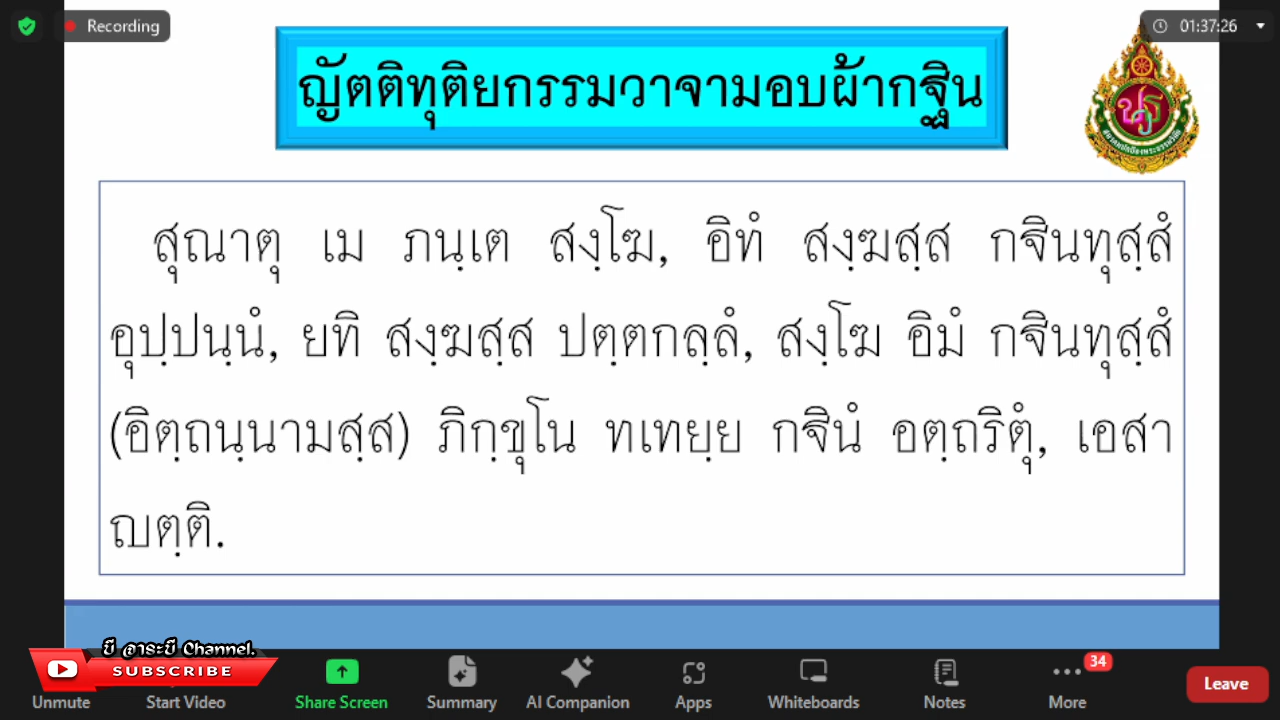 Recording
01:37:26
ญัตติทุติยกรรมวาจามอบผ้ากฐิน
สุณาตุ เม ภนฺเต สงฺโฆ, อิทํ สงฺฆสฺส กฐินทุสฺสํ
อุปฺปนฺนํ, ยทิ สงฺฆสฺส ปตฺตกลฺลํ, สงฺโฆ อิมํ กฐินทุสฺสํ
(อิตฺถนฺนามสฺส) ภิกฺขุโน ทเทยฺย กฐินํ อตฺถริตุํ, เอสา
ญตฺติ.
บี อาระบี Channel.
SUBSCRIBE
34
Unmute Start Video Share Screen Summary AI Companion Apps Whiteboards Notes More Leave